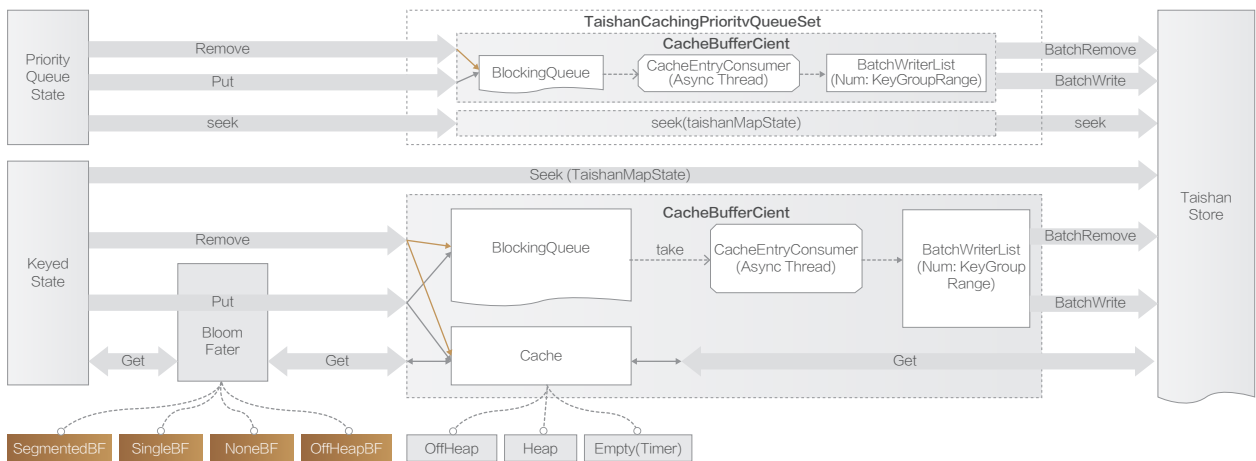 TaishanCachingPrioritvQueueSet
CacheBufferCient
Priority
Queue
State
Remove
Put
seek
BlockingQueue
CacheEntryConsumer
(Async Thread)
BatchWriterList
(Num: KeyGroupRange)
seek(taishanMapState)
BatchRemove
BatchWrite
seek
Taishan
Store
Keyed
State
Seek (TaishanMapState)
CacheBufferCient
Remove
Put
Get
Bloom
Fater
Get
BlockingQueue
take
CacheEntryConsumer
(Async Thread)
BatchWriterList
(Num: KeyGroup
Range)
BatchRemove
BatchWrite
Cache
Get
SegmentedBF
SingleBF
NoneBF
OffHeapBF
OffHeap
Heap
Empty(Timer)